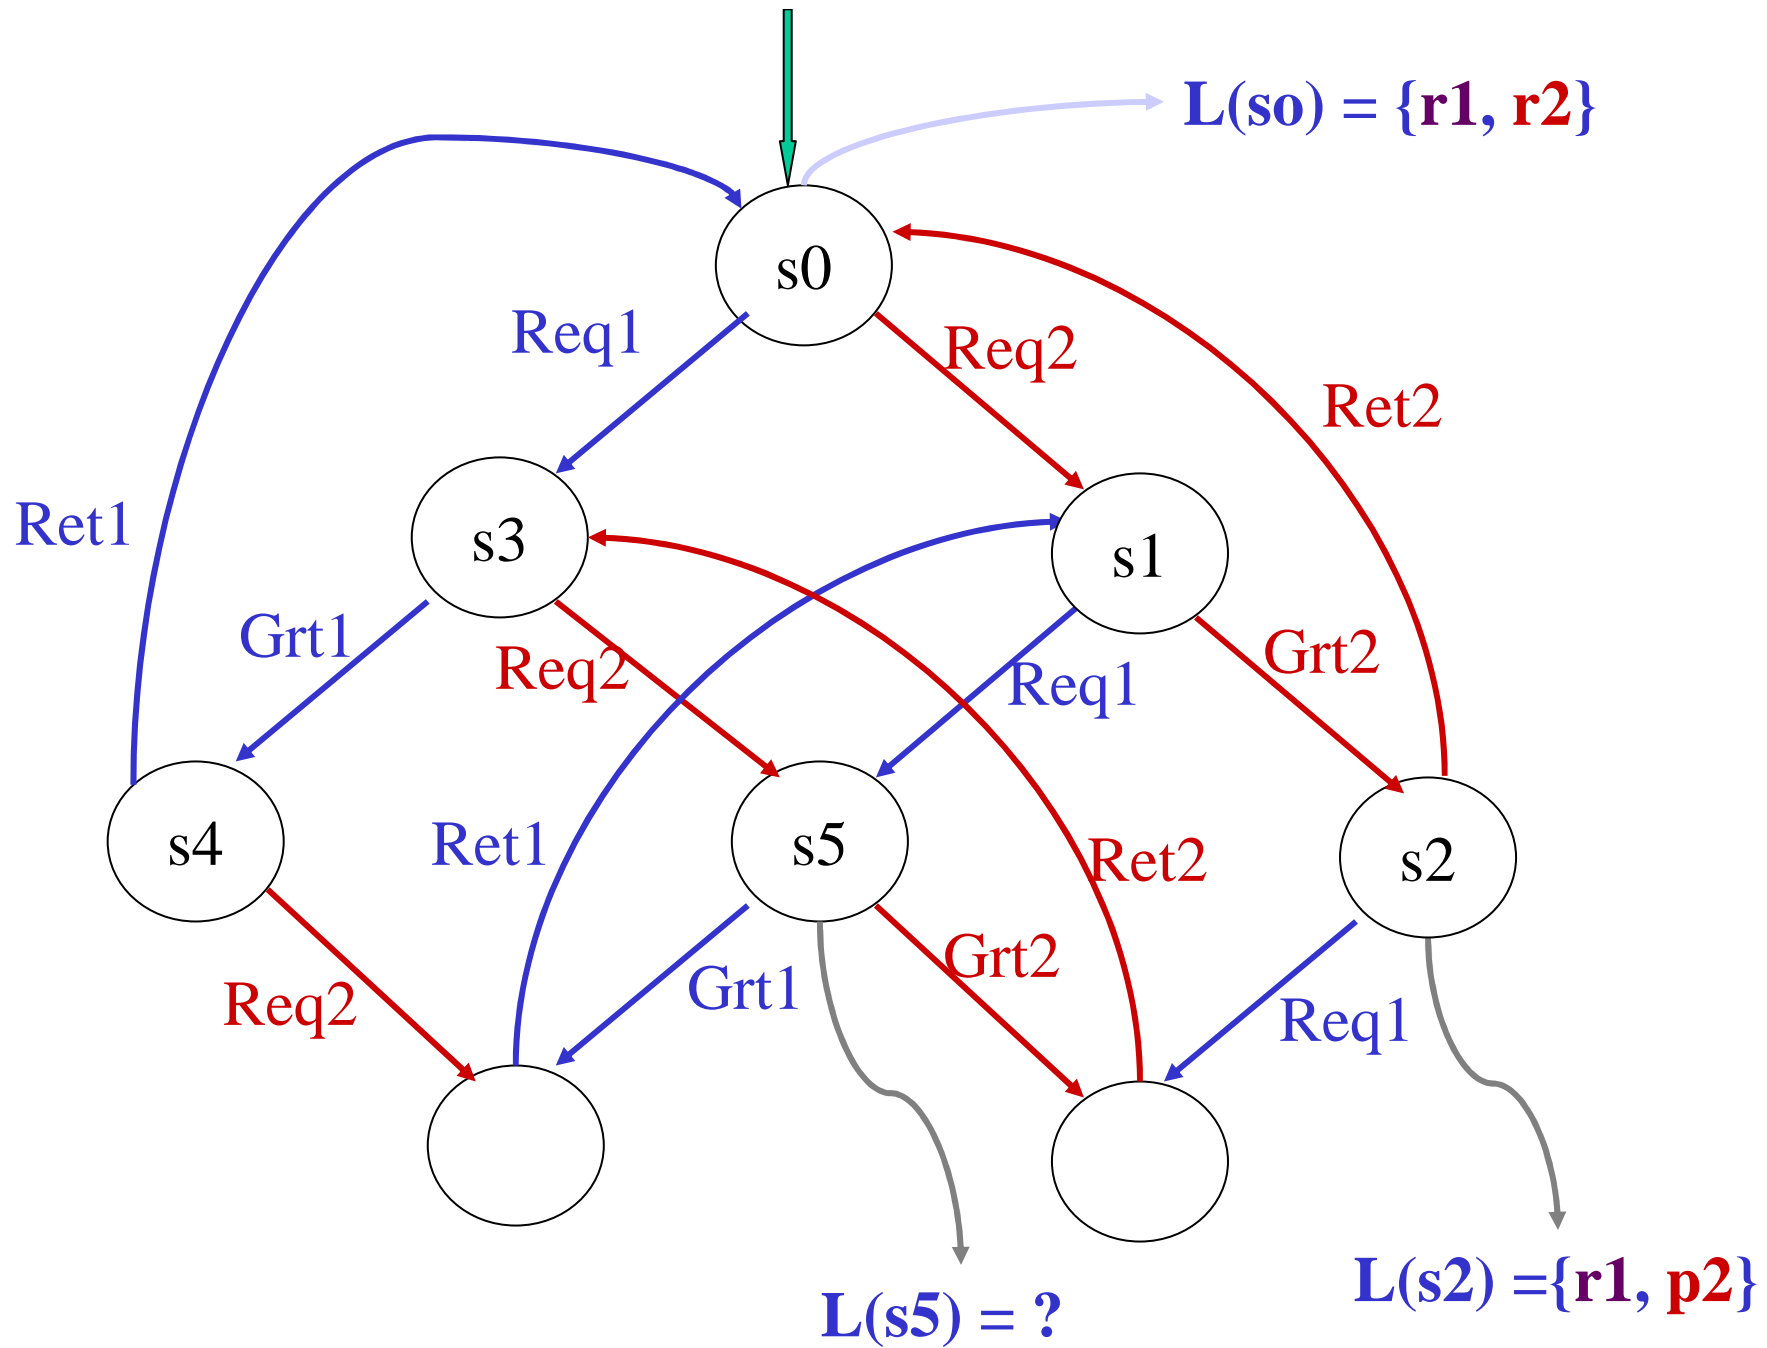 L(so) = {r1, r2}
s0
Req1
Req2
Ret2
Ret1
s3
s1
Grt1
Req2
Req1
Grt2
s4
Ret1
s5
Ret2
s2
Req2
Grt1
Grt2
Req1
L(s5) = ?
L(s2) ={r1, p2}